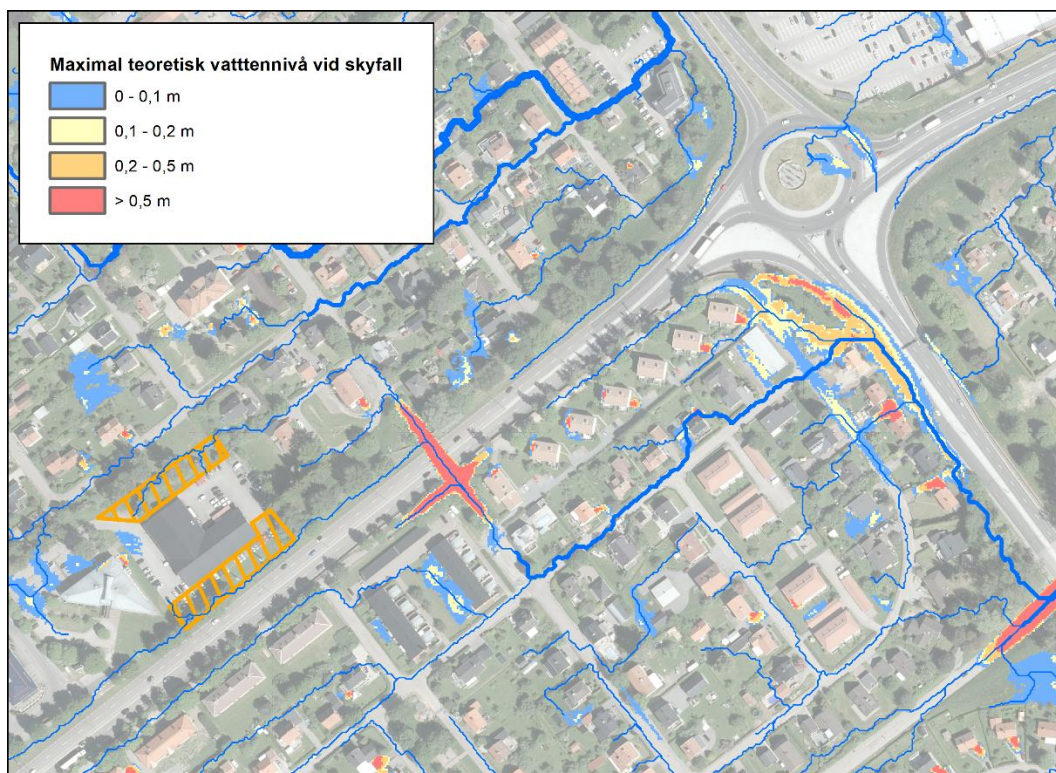 Maximal teoretisk vatttennivå vid skyfall
0 - 0,1 m
0,1 - 0,2 m
0,2 - 0,5 m
> 0,5 m